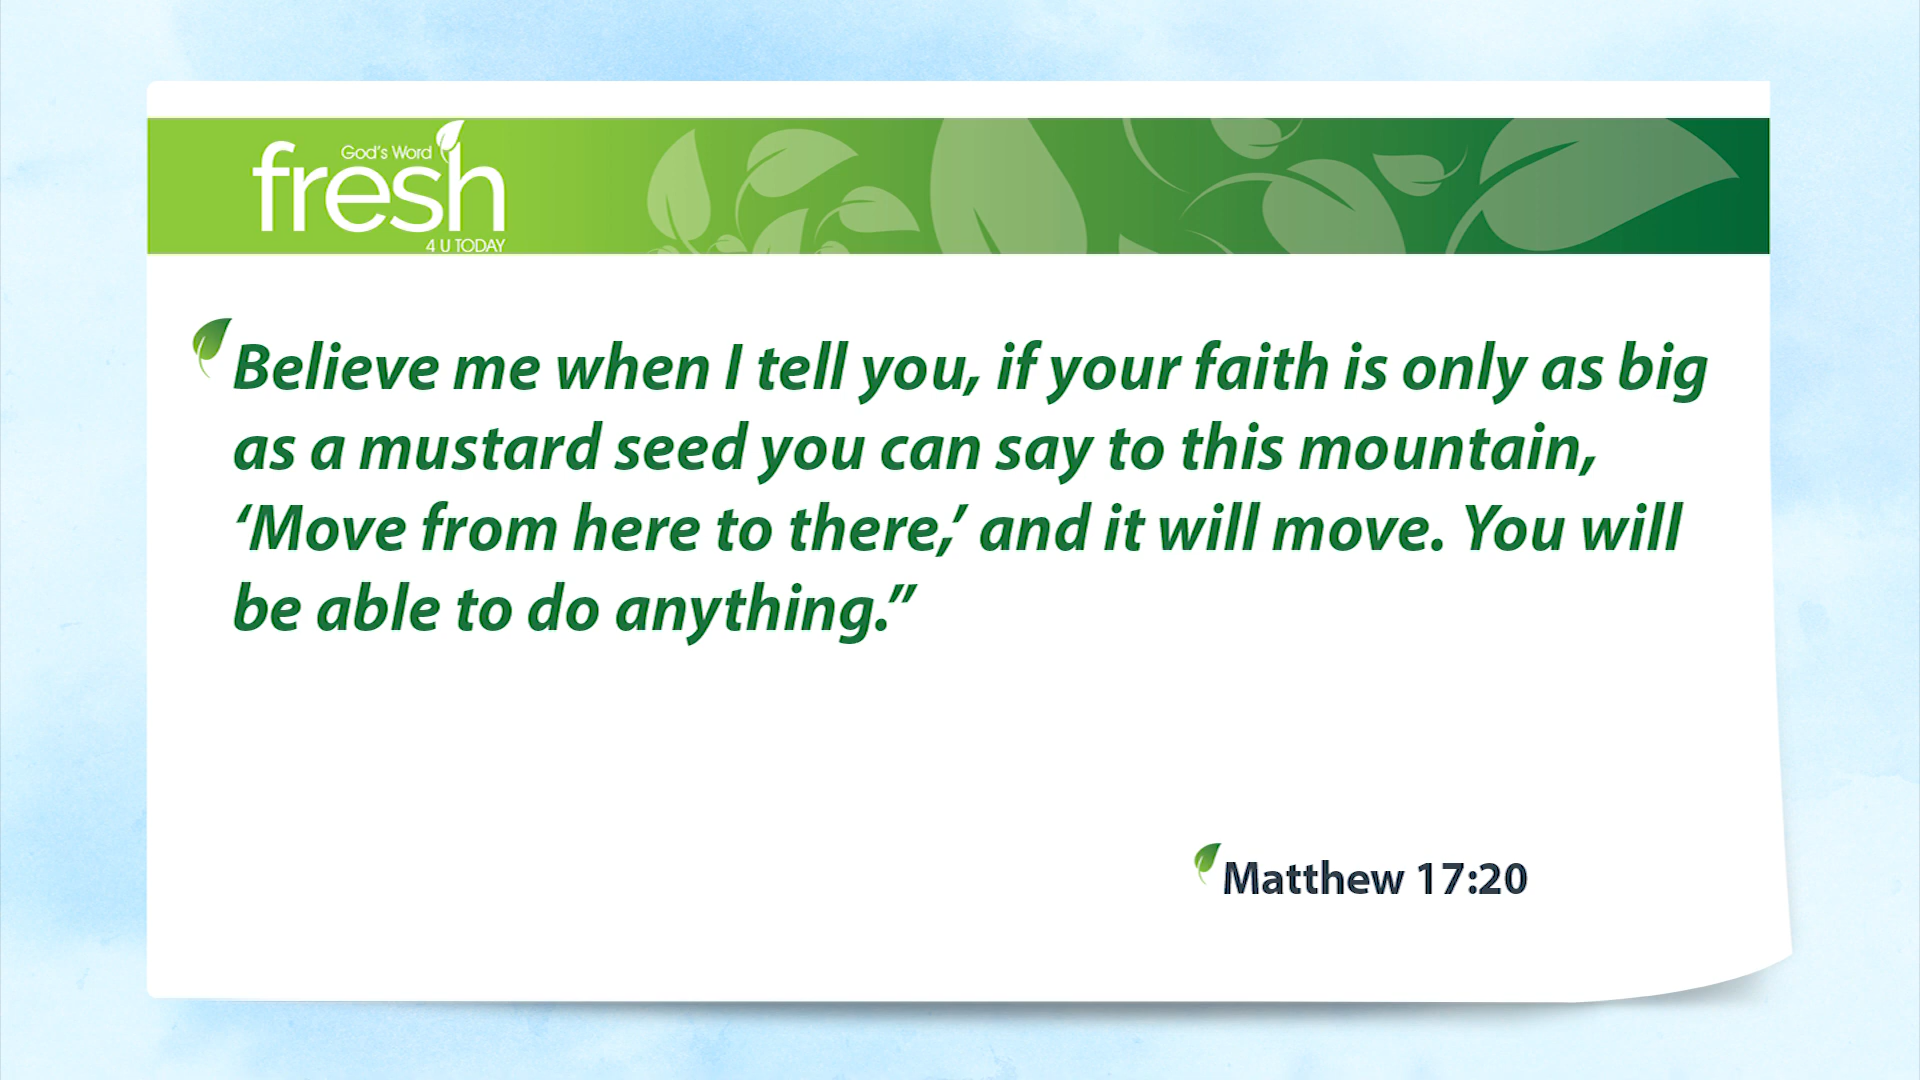 God's Word
fresh
4 U TODAY
Believe me when I tell you, if your faith is only as big
as a mustard seed you can say to this mountain,
‘Move from here to there,’ and it will move. You will
be able to do anything.”
Matthew 17:20